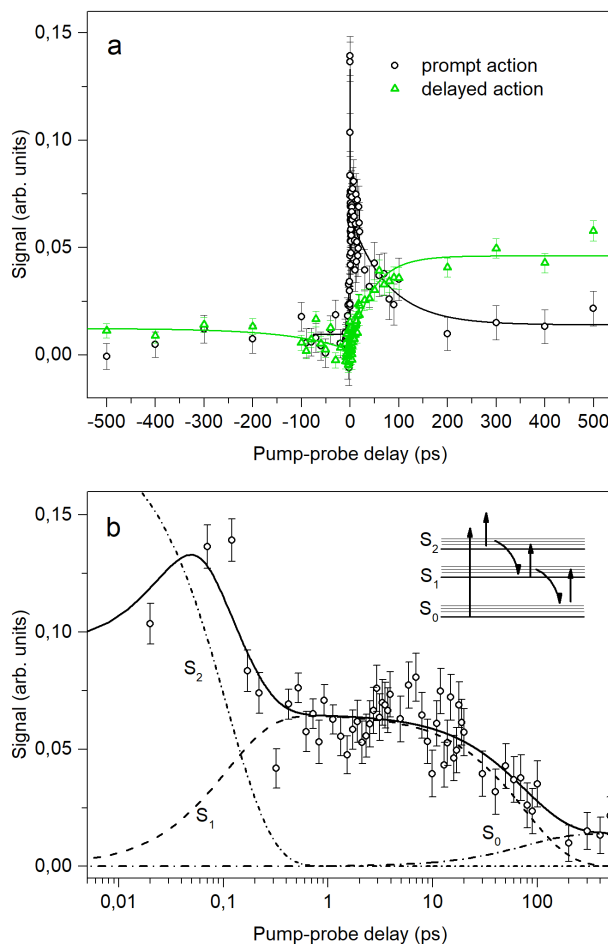 a
prompt action
delayed action
0,15
0,10
0,05
0,00
Signal (arb. units)
-500 -400 -300 -200 -100 0 100 200 300 400 500
Pump-probe delay (ps)
b
0,15
0,10
0,05
0,00
Signal (arb. units)
S2
S1
S0
S2
S1
S0
0,01 0,1 1 10 100
Pump-probe delay (ps)